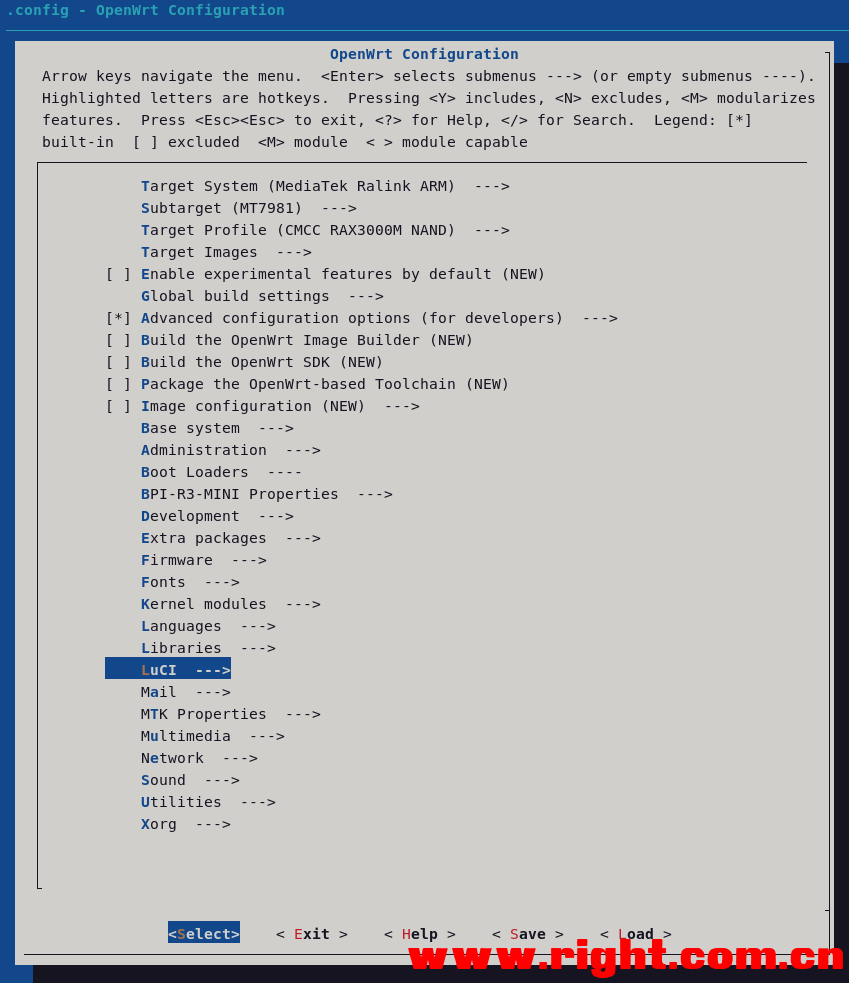 .config - OpenWrt Configuration
OpenWrt Configuration
Arrow keys navigate the menu.  <Enter> selects submenus ---> (or empty submenus ----).
Highlighted letters are hotkeys.  Pressing <Y> includes, <N> excludes, <M> modularizes
features.  Press <Esc><Esc> to exit, <?> for Help, </> for Search.  Legend: [*]
built-in  [ ] excluded  <M> module  < > module capable
Target System (MediaTek Ralink ARM)  --->
Subtarget (MT7981)  --->
Target Profile (CMCC RAX3000M NAND)  --->
Target Images  --->
[ ] Enable experimental features by default (NEW)
Global build settings  --->
[*] Advanced configuration options (for developers)  --->
[ ] Build the OpenWrt Image Builder (NEW)
[ ] Build the OpenWrt SDK (NEW)
[ ] Package the OpenWrt-based Toolchain (NEW)
[ ] Image configuration (NEW)  --->
Base system  --->
Administration  --->
Boot Loaders  ----
BPI-R3-MINI Properties  --->
Development  --->
Extra packages  --->
Firmware  --->
Fonts  --->
Kernel modules  --->
Languages  --->
Libraries  --->
LuCI  --->
Mail  --->
MTK Properties  --->
Multimedia  --->
Network  --->
Sound  --->
Utilities  --->
Xorg  --->
<Select>    < Exit >    < Help >    < Save >    < Load >
www.right.com.cn